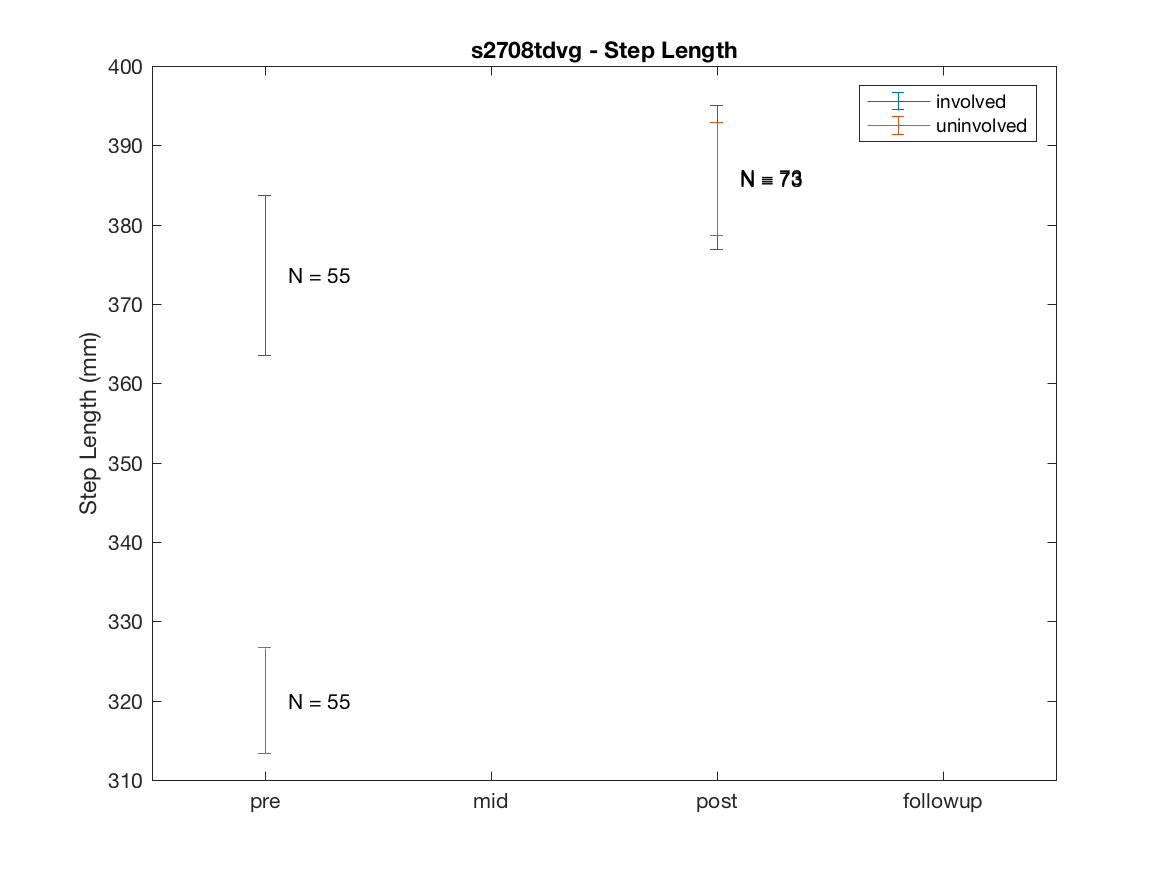 s2708tdvg - Step Length
400
390
380
370
360
350
340
330
320
310
Step Length (mm)
involved
uninvolved
N = 55
N = 55
pre
mid
post
followup